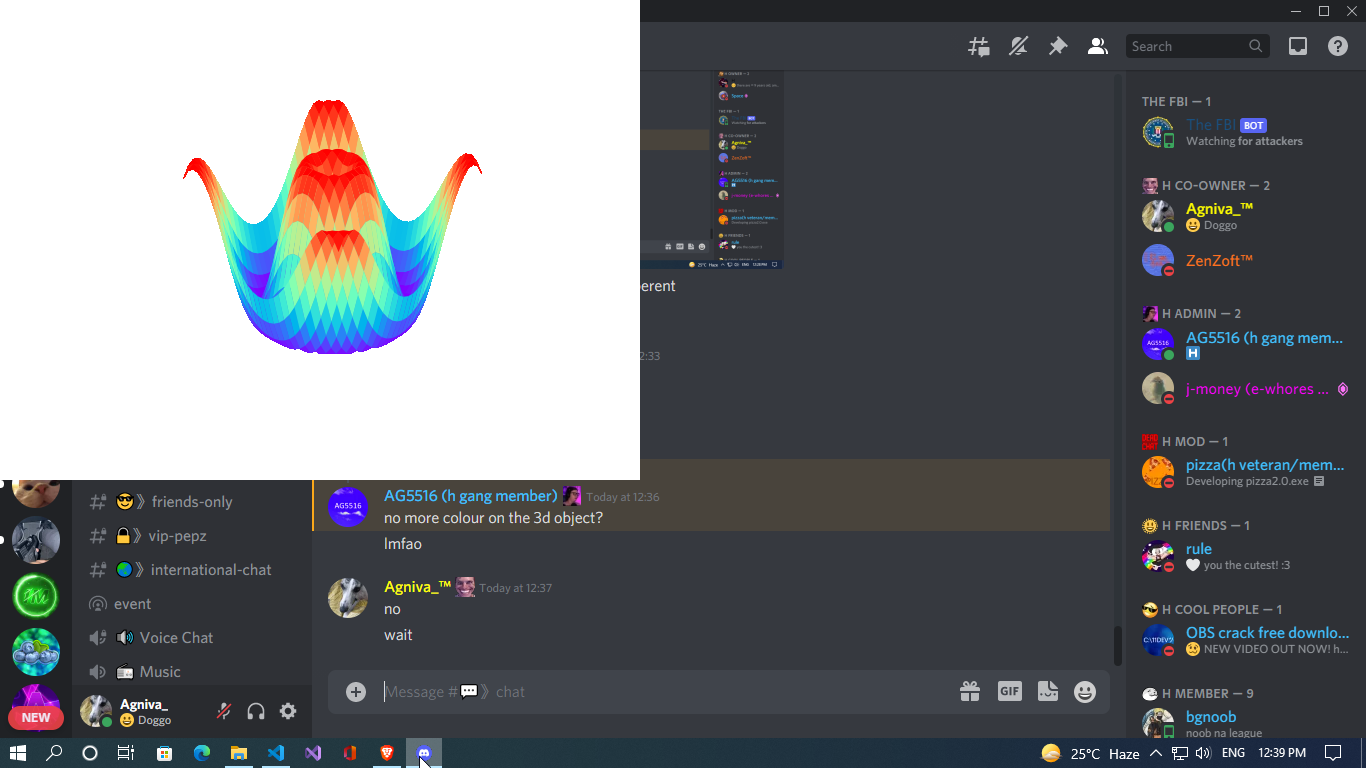 Search
erent
2:33
AG5516 (h gang member) Today at 12:36
no more colour on the 3d object?
lmfao
Agniva_™ Today at 12:37
no
wait
Message # 》 chat
GIF
》 friends-only
》 vip-pepz
》 international-chat
event
》 Voice Chat
》 Music
NEW
Agniva_
Doggo
THE FBI — 1
The FBI BOT
Watching for attackers
H CO-OWNER — 2
Agniva_™
Doggo
ZenZoft™
H ADMIN — 2
AG5516 (h gang mem...
H
j-money (e-whores ...
H MOD — 1
pizza(h veteran/mem...
Developing pizza2.0.exe
H FRIENDS — 1
rule
you the cutest! :3
H COOL PEOPLE — 1
OBS crack free downlo...
NEW VIDEO OUT NOW! h...
H MEMBER — 9
bgnoob
noob na league
25°C Haze
ENG
12:39 PM